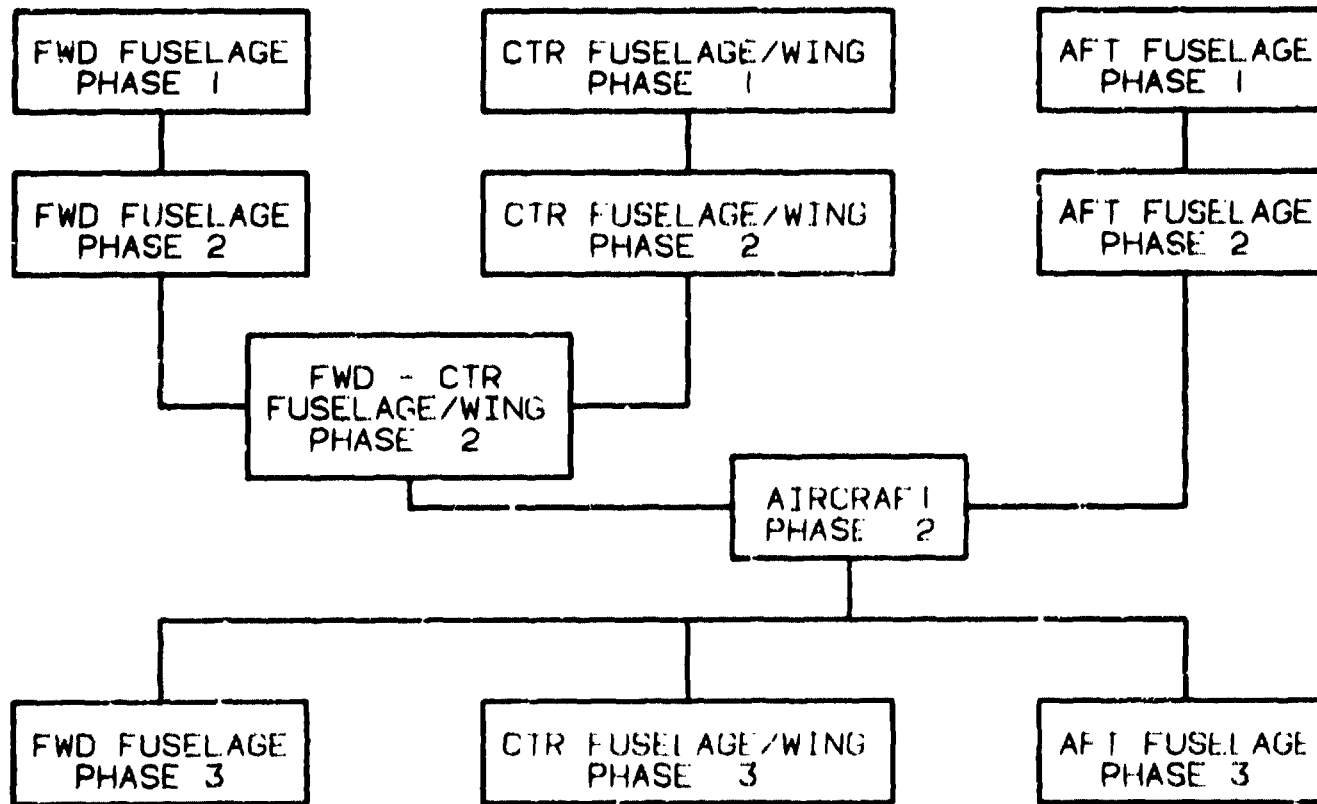 FWD FUSELAGE
PHASE 1
CTR FUSELAGE/WING
PHASE 1
AFT FUSELAGE
PHASE 1
FWD FUSELAGE
PHASE 2
CTR FUSELAGE/WING
PHASE 2
AFT FUSELAGE
PHASE 2
FWD - CTR
FUSELAGE/WING
PHASE 2
AIRCRAFT
PHASE 2
FWD FUSELAGE
PHASE 3
CTR FUSELAGE/WING
PHASE 3
AFT FUSELAGE
PHASE 3